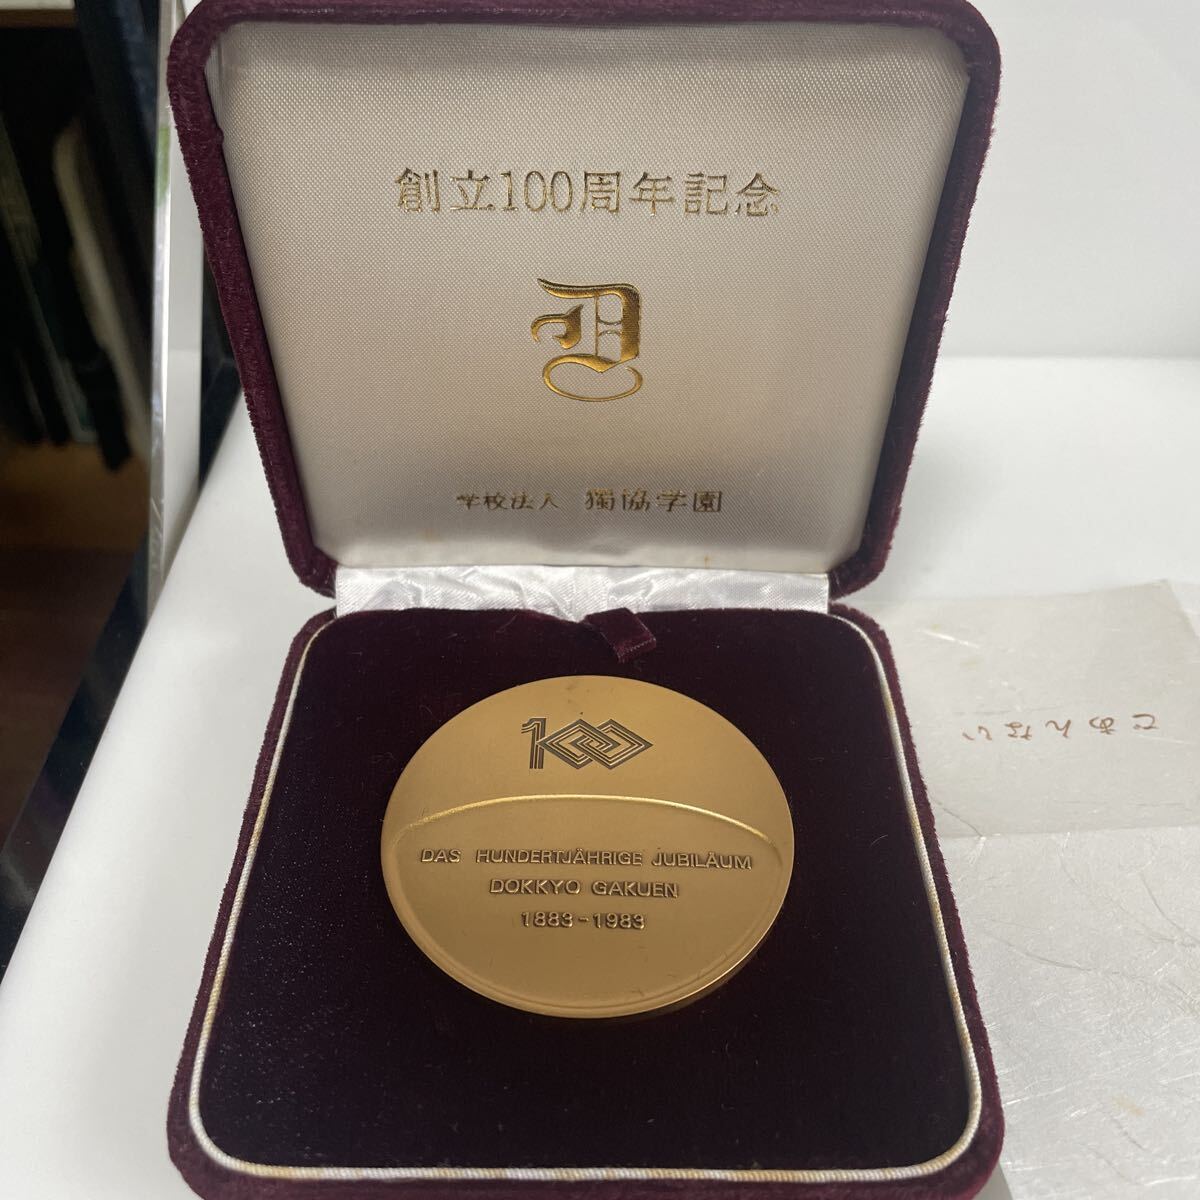 創立100周年記念
D
学校法人 獨協学園
100
DAS HUNDERTJÄHRIGE JUBILÄUM
DOKKYO GAKUEN
1883-1983